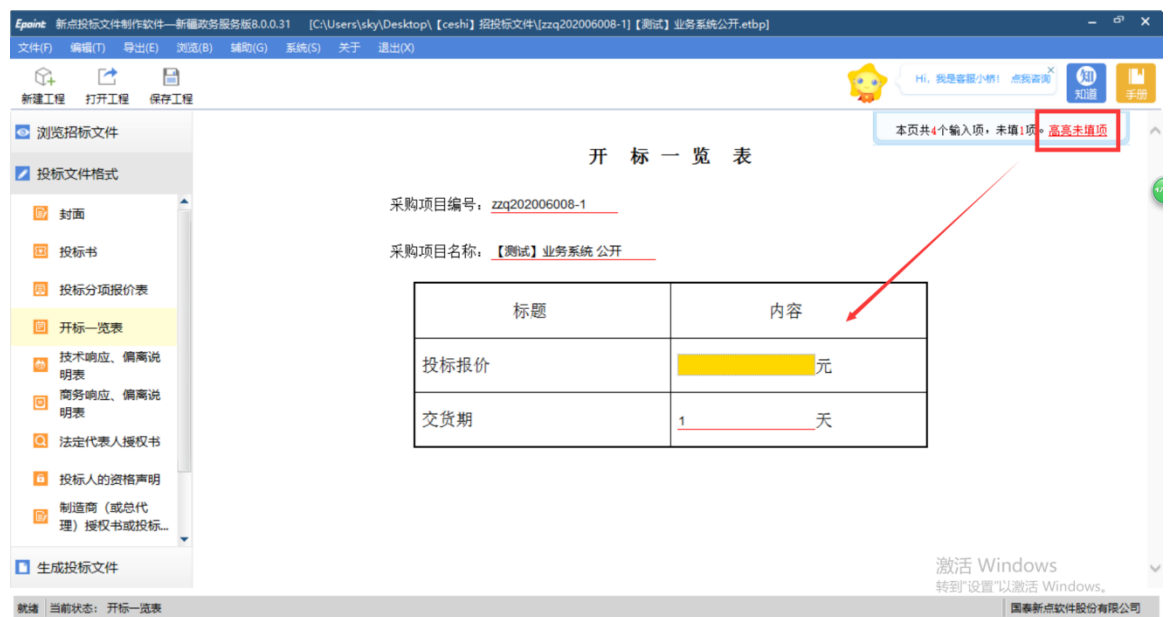 Epoint 新点投标文件制作软件—新疆政务服务版8.0.0.31 [C:\Users\sky\Desktop\【ceshi】招投标文件\[zzq202006008-1]【测试】业务系统公开.etbp]
文件(F) 编辑(T) 导出(E) 浏览(B) 辅助(G) 系统(S) 关于 退出(X)
新建工程 打开工程 保存工程
Hi, 我是客服小桥! 点我咨询
知
知道
手册
浏览招标文件
投标文件格式
封面
投标书
投标分项报价表
开标一览表
技术响应、偏离说
明表
商务响应、偏离说
明表
法定代表人授权书
投标人的资格声明
制造商（或总代
理）授权书或投标...
生成投标文件
本页共4个输入项，未填1项。高亮未填项
开 标 一 览 表
采购项目编号：zzq202006008-1
采购项目名称：【测试】业务系统 公开
标题 内容
投标报价 元
交货期 1 天
激活 Windows
转到"设置"以激活 Windows。
就绪 当前状态：开标一览表 国泰新点软件股份有限公司